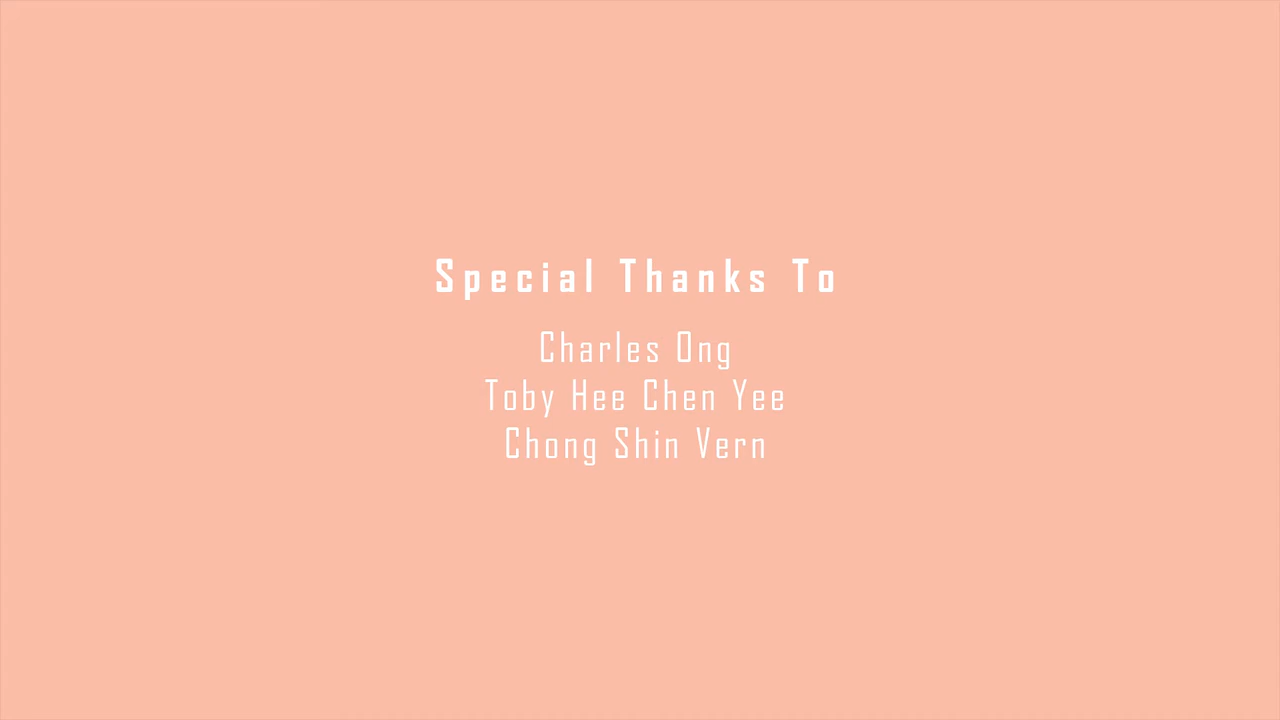 Special Thanks To
Charles Ong
Toby Hee Chen Yee
Chong Shin Vern